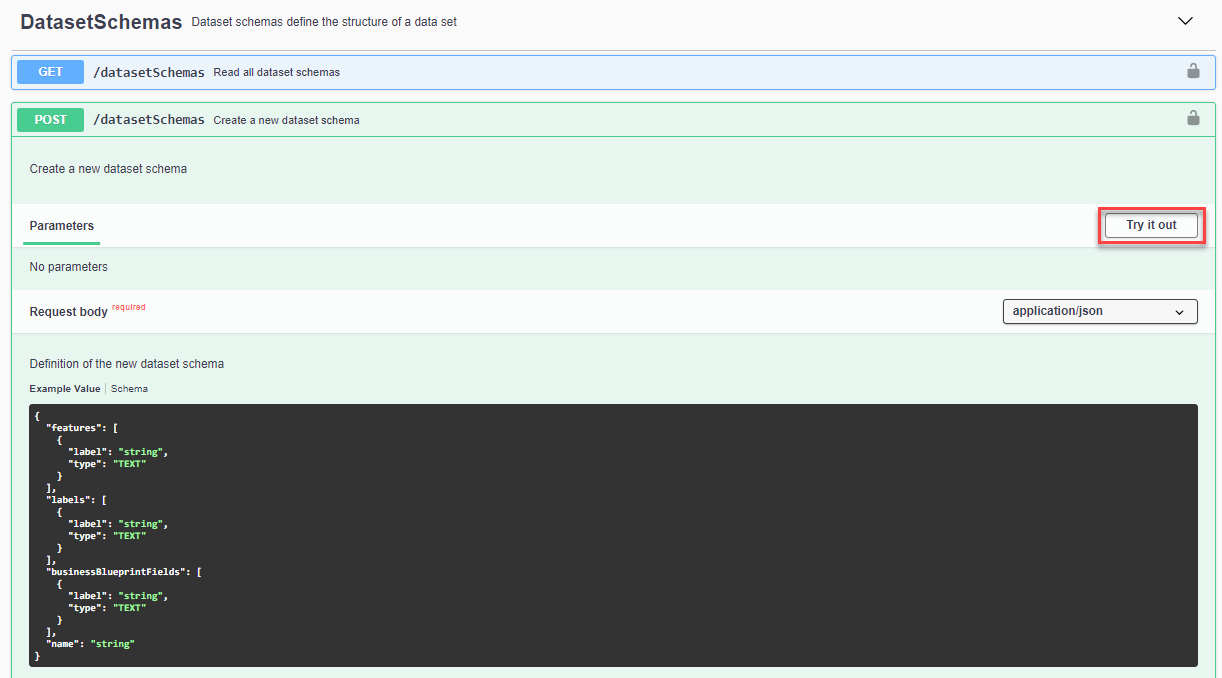 DatasetSchemas Dataset schemas define the structure of a data set
GET /datasetSchemas Read all dataset schemas
POST /datasetSchemas Create a new dataset schema
Create a new dataset schema
Parameters Try it out
No parameters
Request body required application/json
Definition of the new dataset schema
Example Value Schema
{
  "features": [
    {
      "label": "string",
      "type": "TEXT"
    }
  ],
  "labels": [
    {
      "label": "string",
      "type": "TEXT"
    }
  ],
  "businessBlueprintFields": [
    {
      "label": "string",
      "type": "TEXT"
    }
  ],
  "name": "string"
}